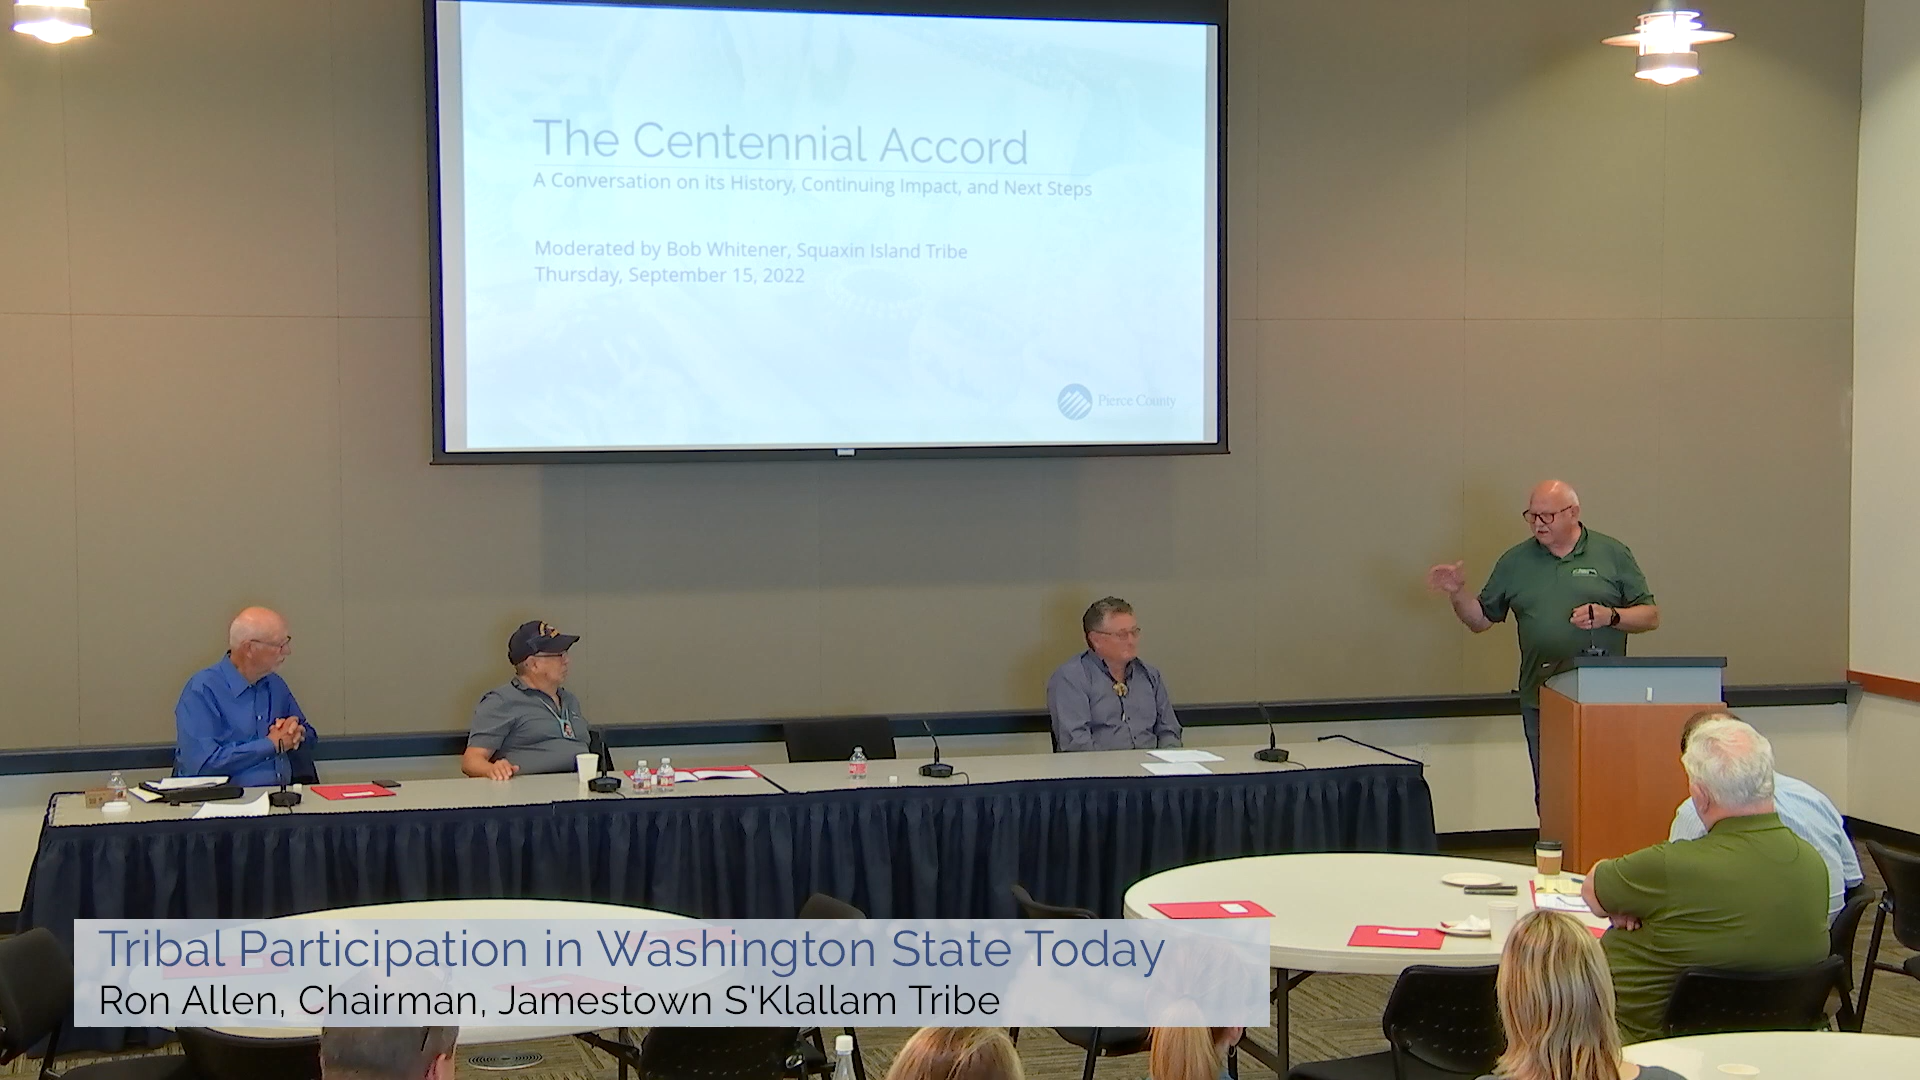 The Centennial Accord
A Conversation on its History, Continuing Impact, and Next Steps
Moderated by Bob Whitener, Squaxin Island Tribe
Thursday, September 15, 2022
Pierce County
Tribal Participation in Washington State Today
Ron Allen, Chairman, Jamestown S'Klallam Tribe